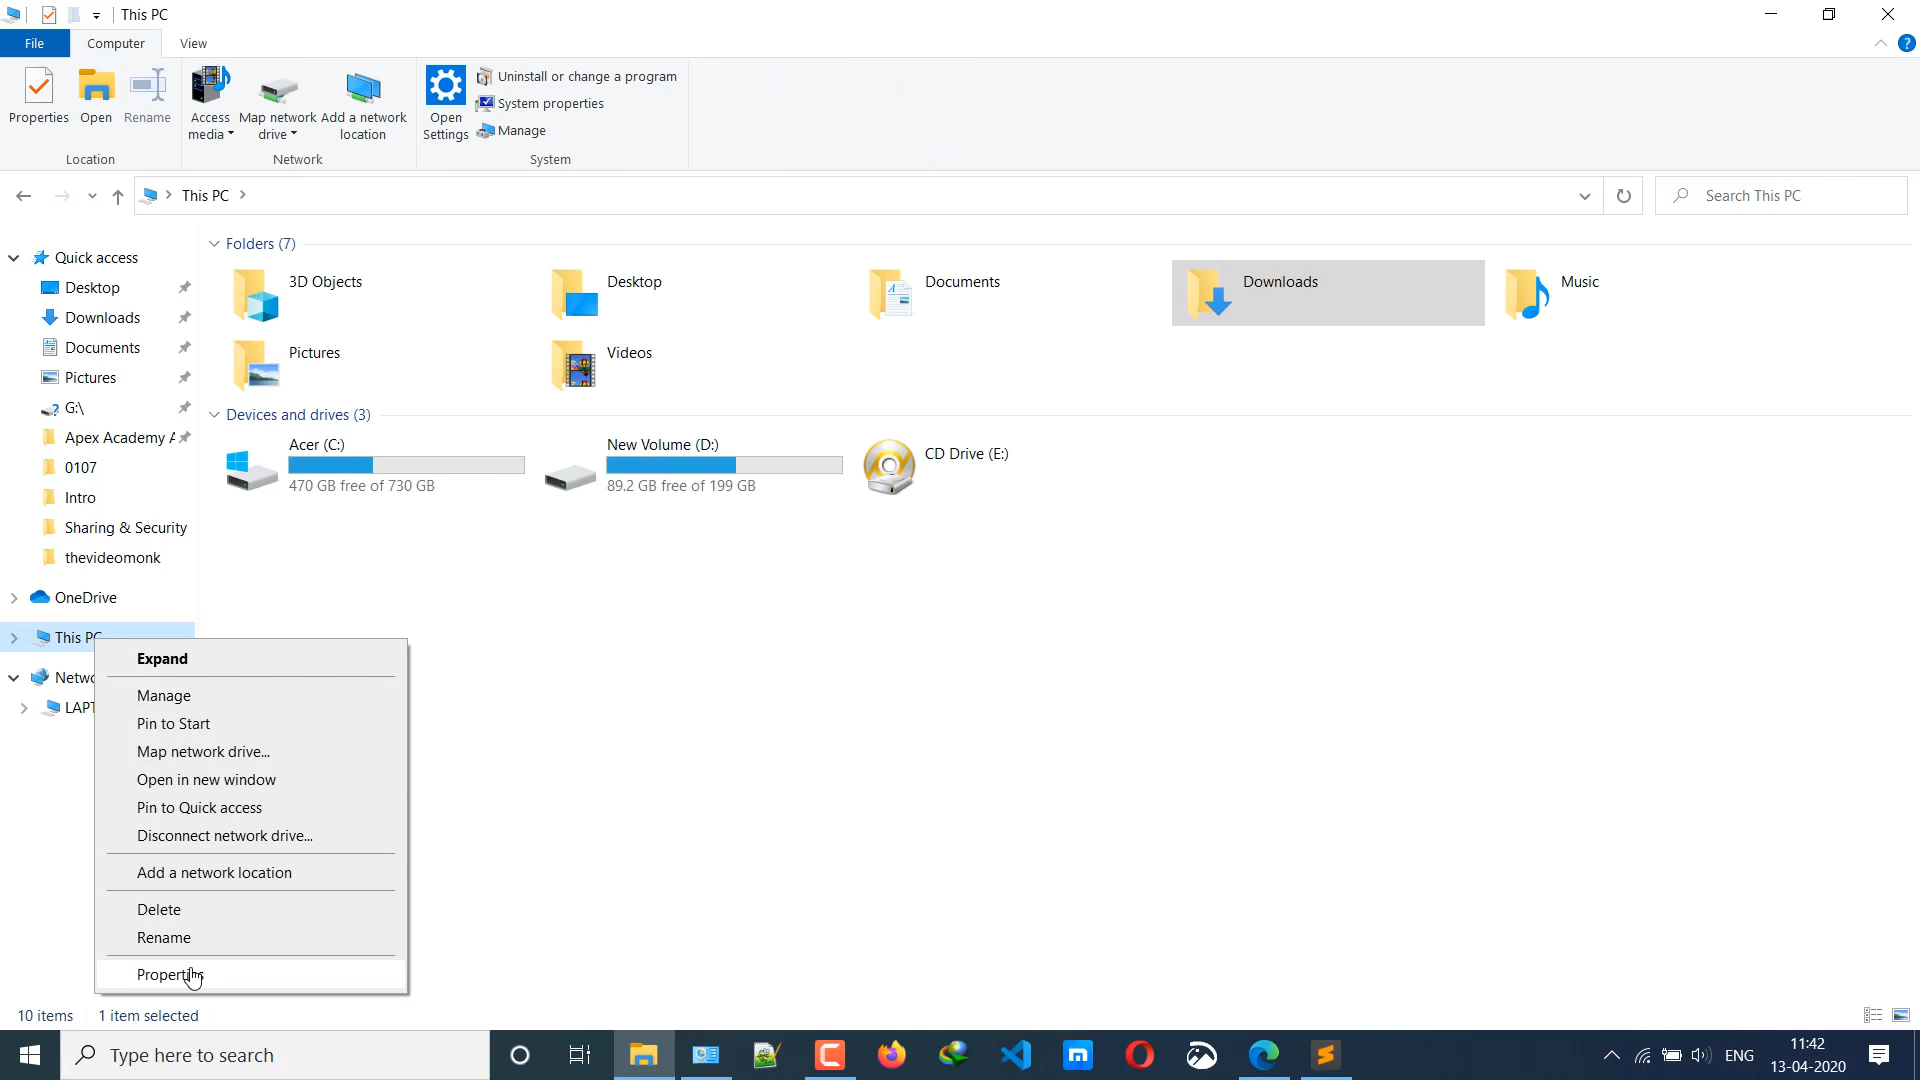 This PC
File
Computer
View
Properties
Open
Rename
Location
Access media
Map network drive
Add a network location
Network
Open Settings
Uninstall or change a program
System properties
Manage
System
This PC
Search This PC
Quick access
Desktop
Downloads
Documents
Pictures
G:\
Apex Academy A
0107
Intro
Sharing & Security
thevideomonk
OneDrive
This PC
Netwo
LAPT
Folders (7)
3D Objects
Desktop
Documents
Downloads
Music
Pictures
Videos
Devices and drives (3)
Acer (C:)
470 GB free of 730 GB
New Volume (D:)
89.2 GB free of 199 GB
CD Drive (E:)
Expand
Manage
Pin to Start
Map network drive...
Open in new window
Pin to Quick access
Disconnect network drive...
Add a network location
Delete
Rename
Properties
10 items
1 item selected
Type here to search
ENG
11:42
13-04-2020